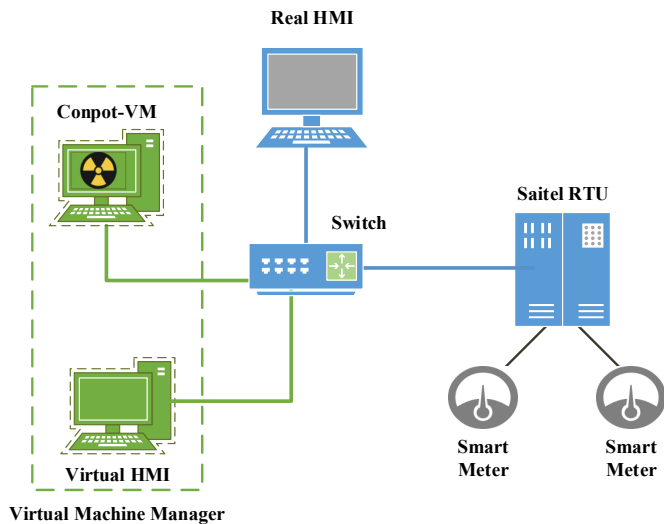 Real HMI
Conpot-VM
Saitel RTU
Switch
Smart
Meter
Smart
Meter
Virtual HMI
Virtual Machine Manager